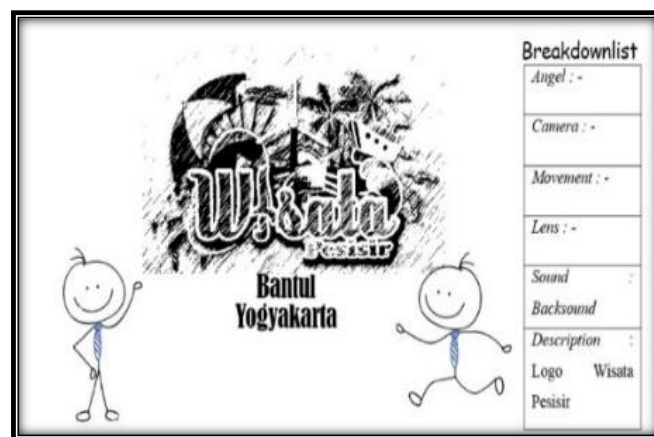 Wisata
Pesisir
Bantul
Yogyakarta
Breakdownlist
Angel : -
Camera : -
Movement : -
Lens : -
Sound :
Backsound
Description :
Logo Wisata
Pesisir